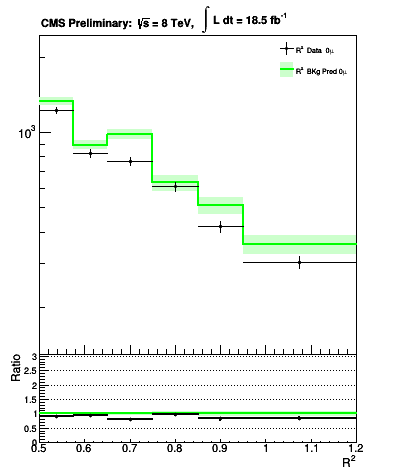 CMS Preliminary: √s = 8 TeV, ∫ L dt = 18.5 fb⁻¹
R² Data 0μ
R² BKg Pred 0μ
10³
Ratio
3
2.5
2
1.5
1
0.5
0
0.5 0.6 0.7 0.8 0.9 1 1.1 1.2
R²